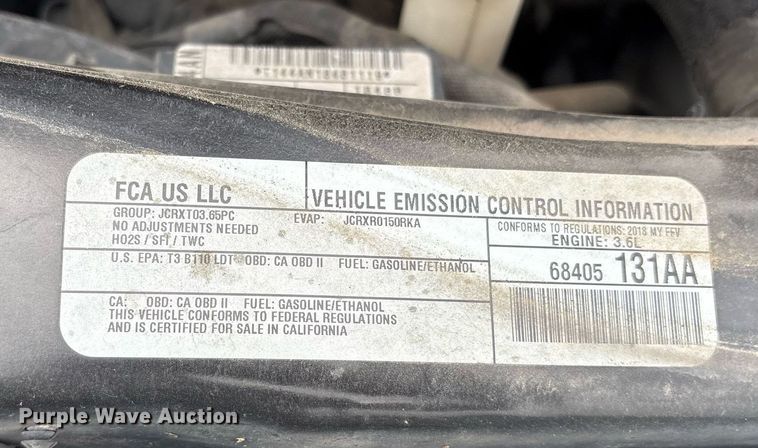 FCA US LLC
VEHICLE EMISSION CONTROL INFORMATION
GROUP: JCRXT03.65PC EVAP: JCRXR0150RKA
NO ADJUSTMENTS NEEDED
HO2S / SFI / TWC
CONFORMS TO REGULATIONS: 2018 MY FFV
ENGINE: 3.6L
U.S. EPA: T3 B110 LDT OBD: CA OBD II FUEL: GASOLINE/ETHANOL
68405 131AA
CA: OBD: CA OBD II FUEL: GASOLINE/ETHANOL
THIS VEHICLE CONFORMS TO FEDERAL REGULATIONS
AND IS CERTIFIED FOR SALE IN CALIFORNIA
Purple Wave Auction